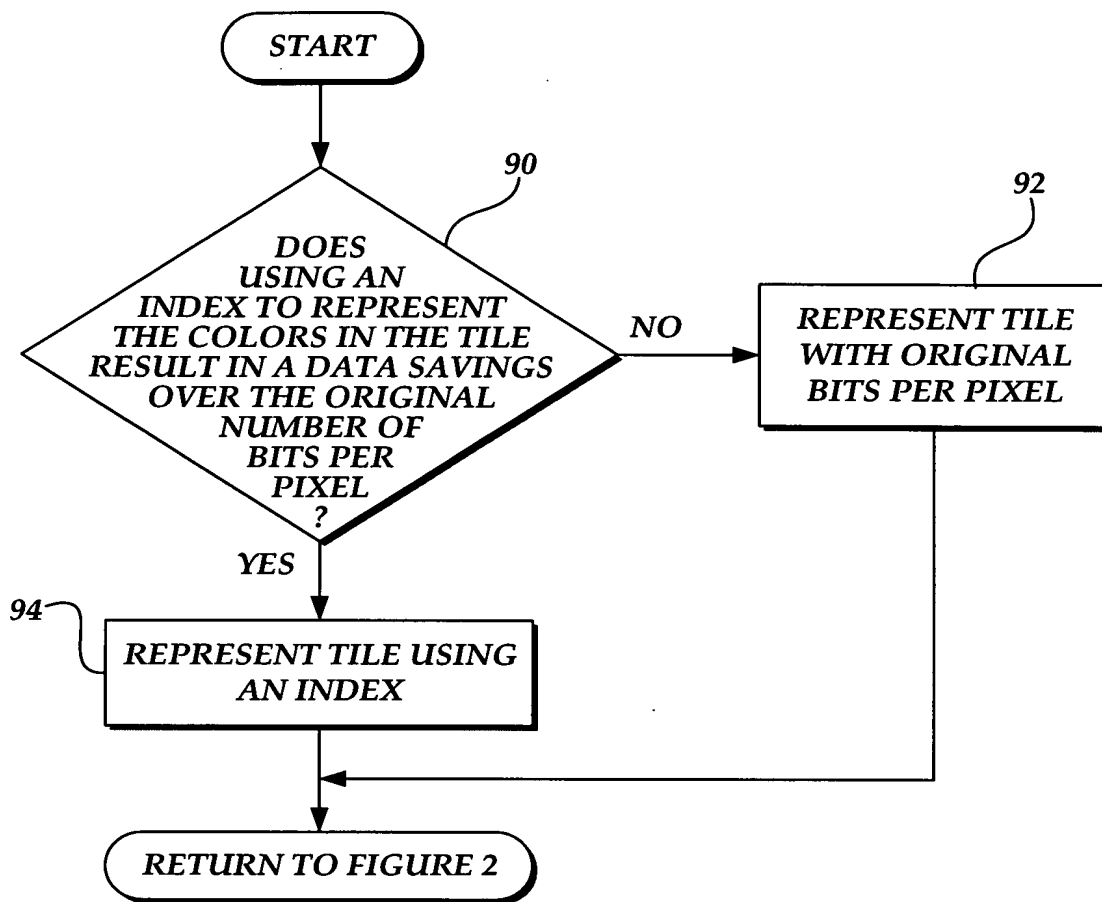 START
90
DOES
USING AN
INDEX TO REPRESENT
THE COLORS IN THE TILE
RESULT IN A DATA SAVINGS
OVER THE ORIGINAL
NUMBER OF
BITS PER
PIXEL
?
NO
92
REPRESENT TILE
WITH ORIGINAL
BITS PER PIXEL
YES
94
REPRESENT TILE USING
AN INDEX
RETURN TO FIGURE 2